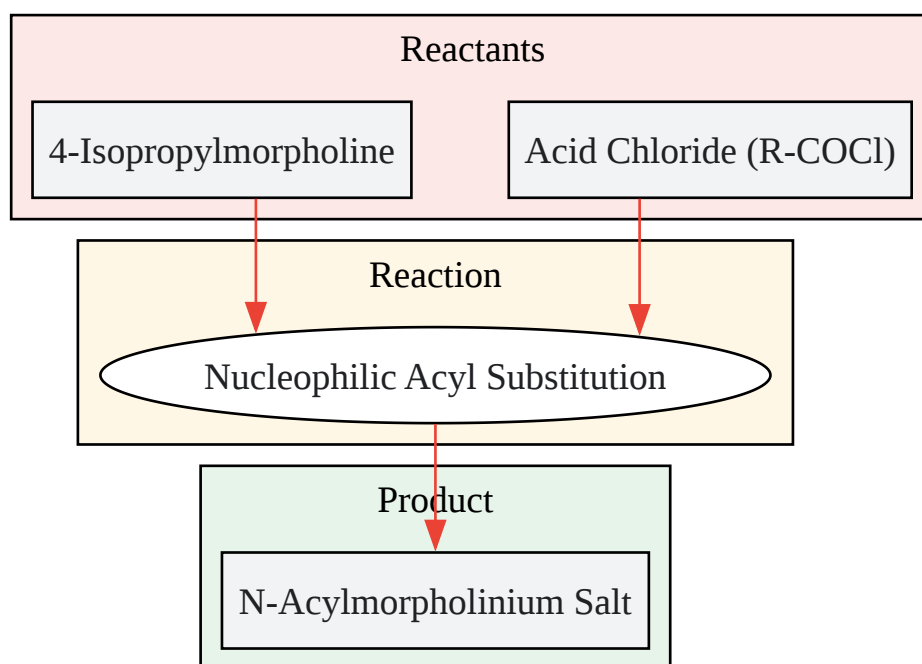 Reactants
4-Isopropylmorpholine
Acid Chloride (R-COCl)
Reaction
Nucleophilic Acyl Substitution
Product
N-Acylmorpholinium Salt